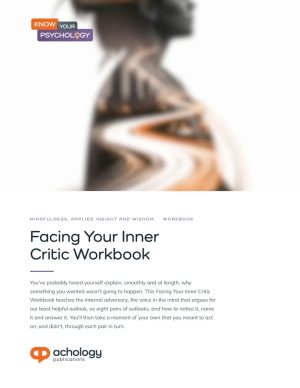 KNOW YOUR
PSYCHOLOGY
MINDFULNESS, APPLIED INSIGHT AND WISDOM · WORKBOOK
Facing Your Inner
Critic Workbook
You've probably heard yourself explain, smoothly and at length, why
something you wanted wasn't going to happen. This Facing Your Inner Critic
Workbook teaches the internal adversary, the voice in the mind that argues for
our least helpful outlook, as eight pairs of outlooks, and how to notice it, name
it and answer it. You'll then take a moment of your own that you meant to act
on, and didn't, through each pair in turn.
achology
publications